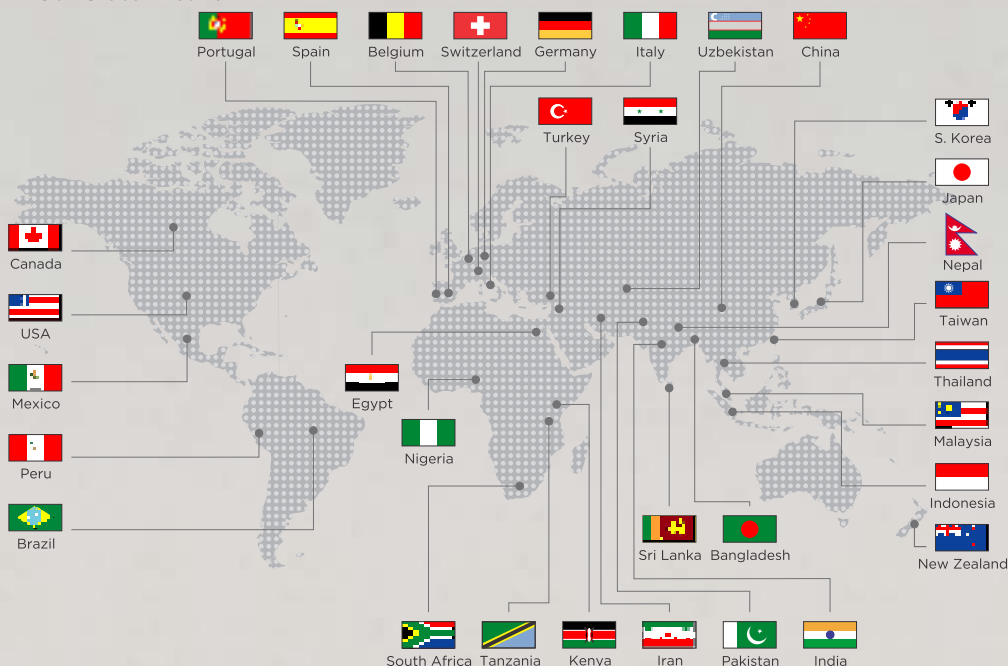 Portugal
Spain
Belgium
Switzerland
Germany
Italy
Uzbekistan
China
Turkey
Syria
S. Korea
Japan
Nepal
Taiwan
Thailand
Malaysia
Indonesia
New Zealand
Canada
USA
Mexico
Peru
Brazil
Egypt
Nigeria
Sri Lanka
Bangladesh
South Africa
Tanzania
Kenya
Iran
Pakistan
India